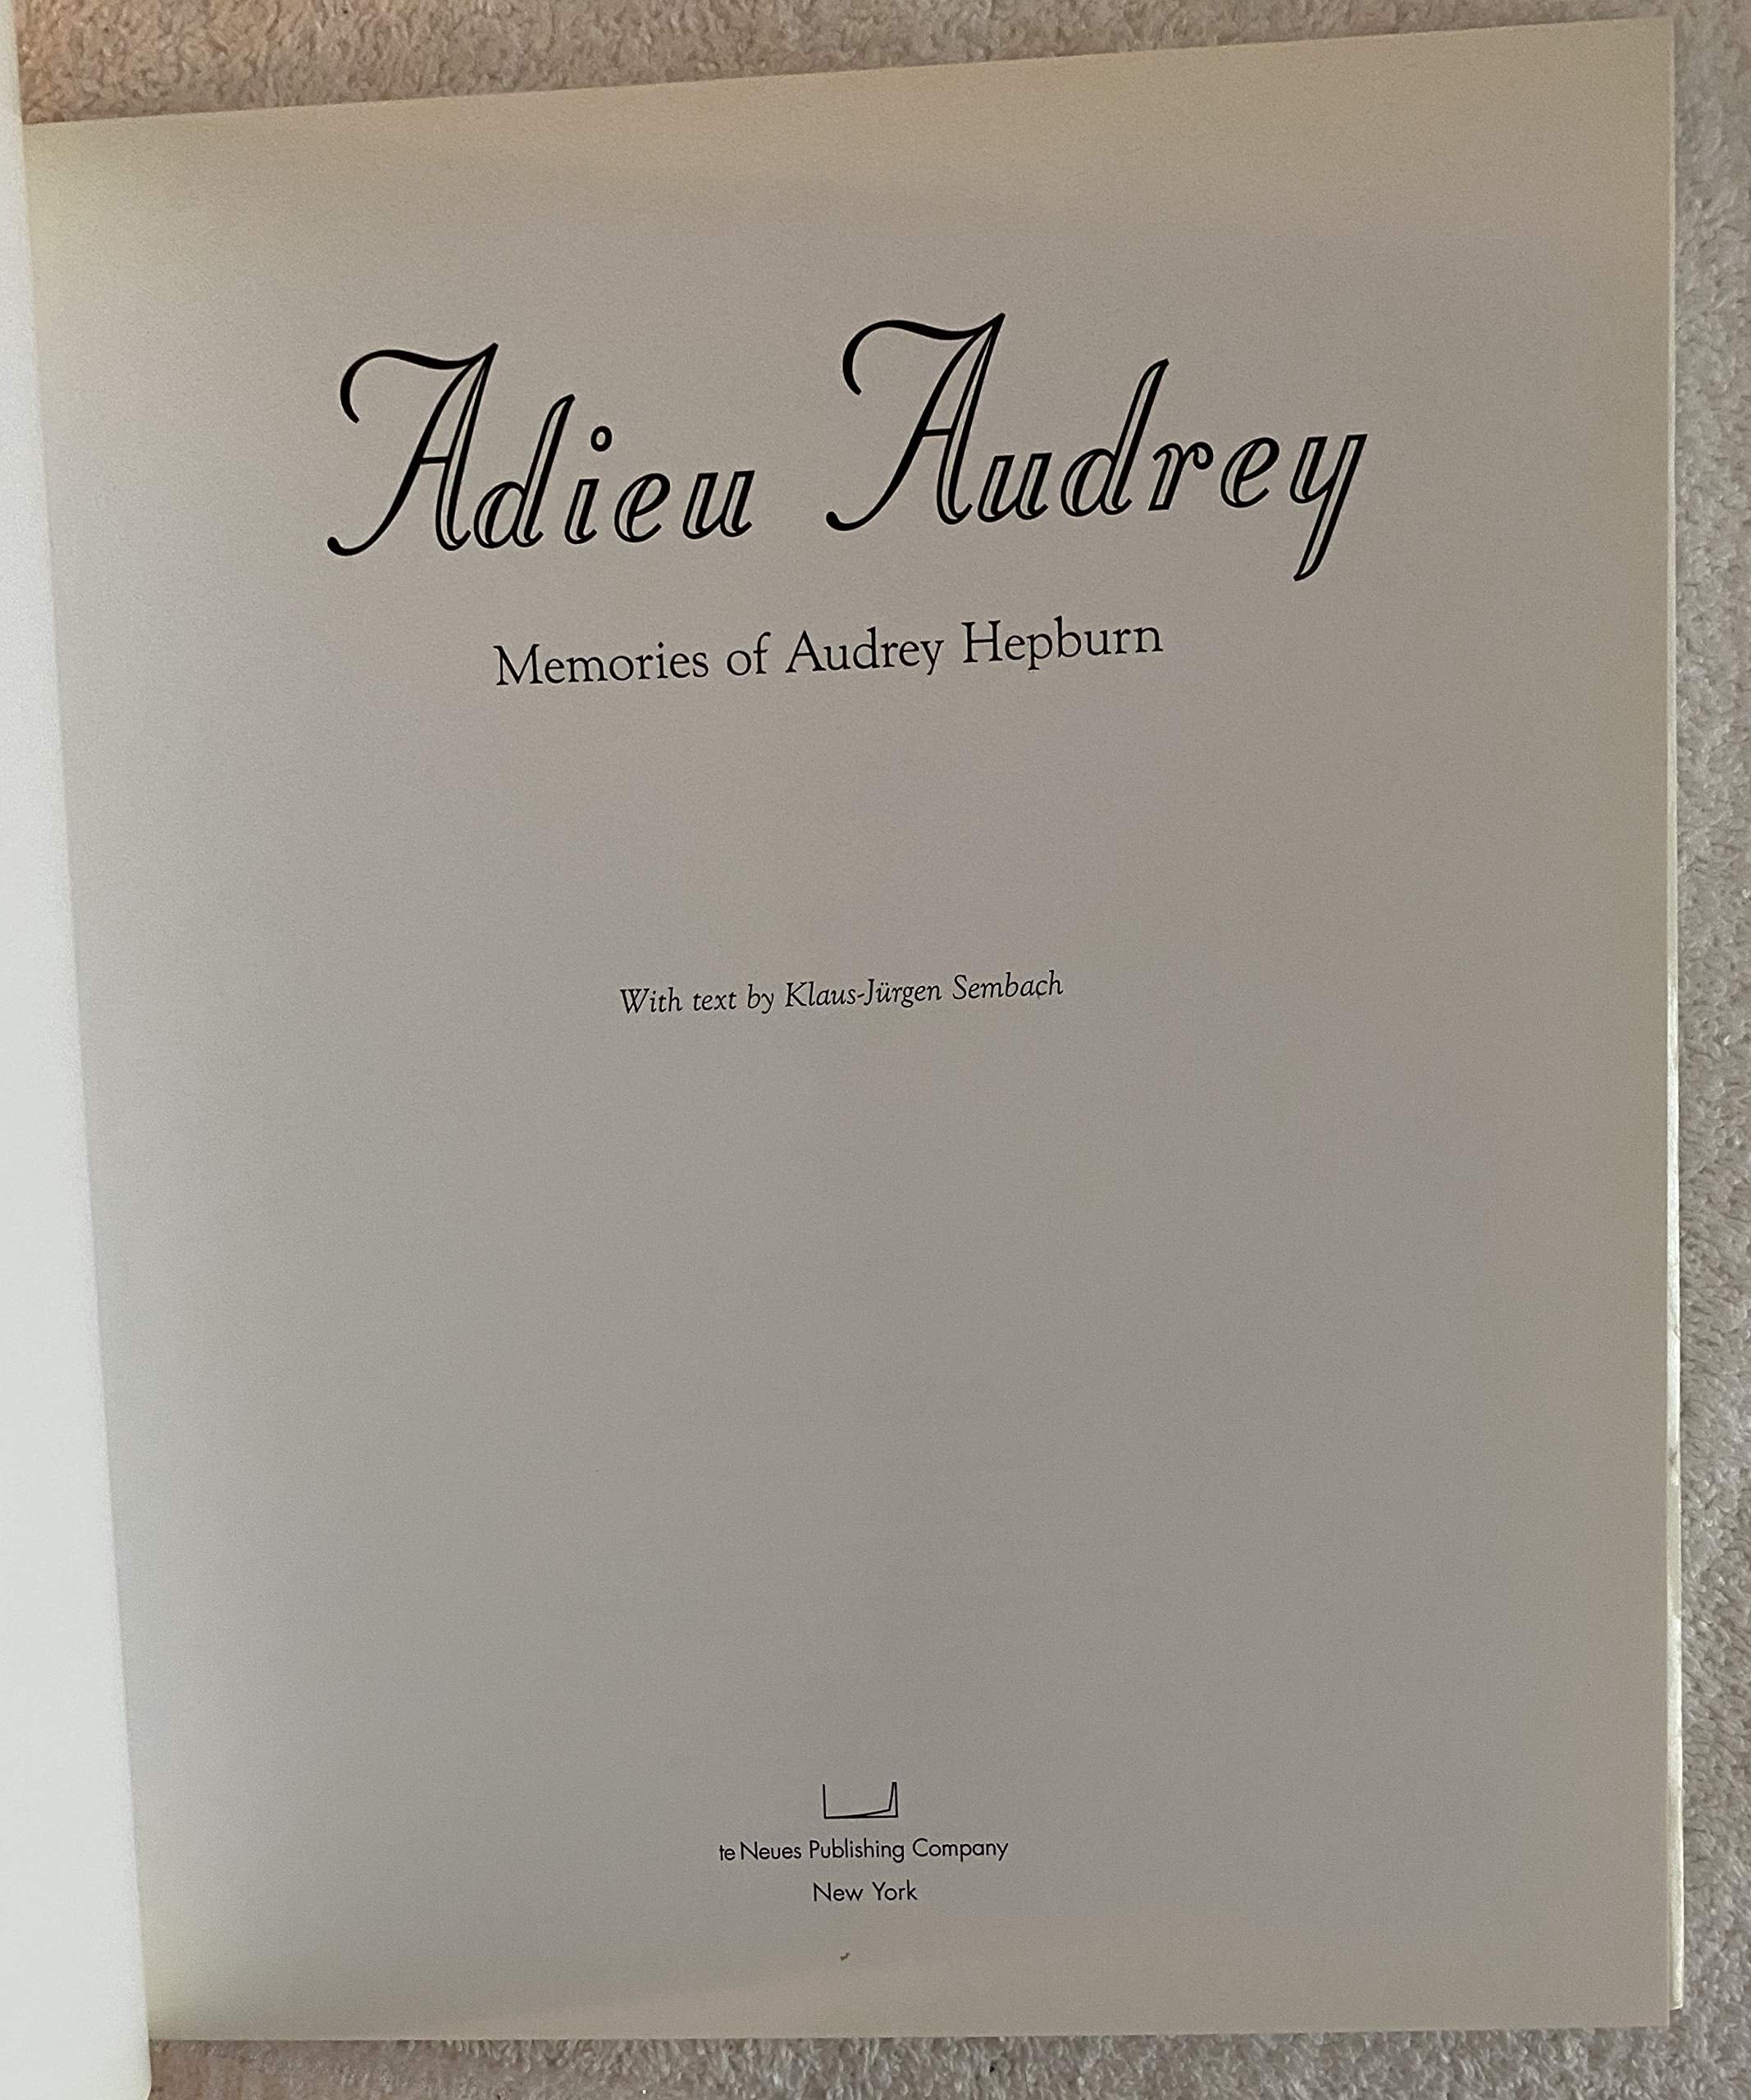 Adieu Audrey
Memories of Audrey Hepburn
With text by Klaus-Jürgen Sembach
te Neues Publishing Company
New York